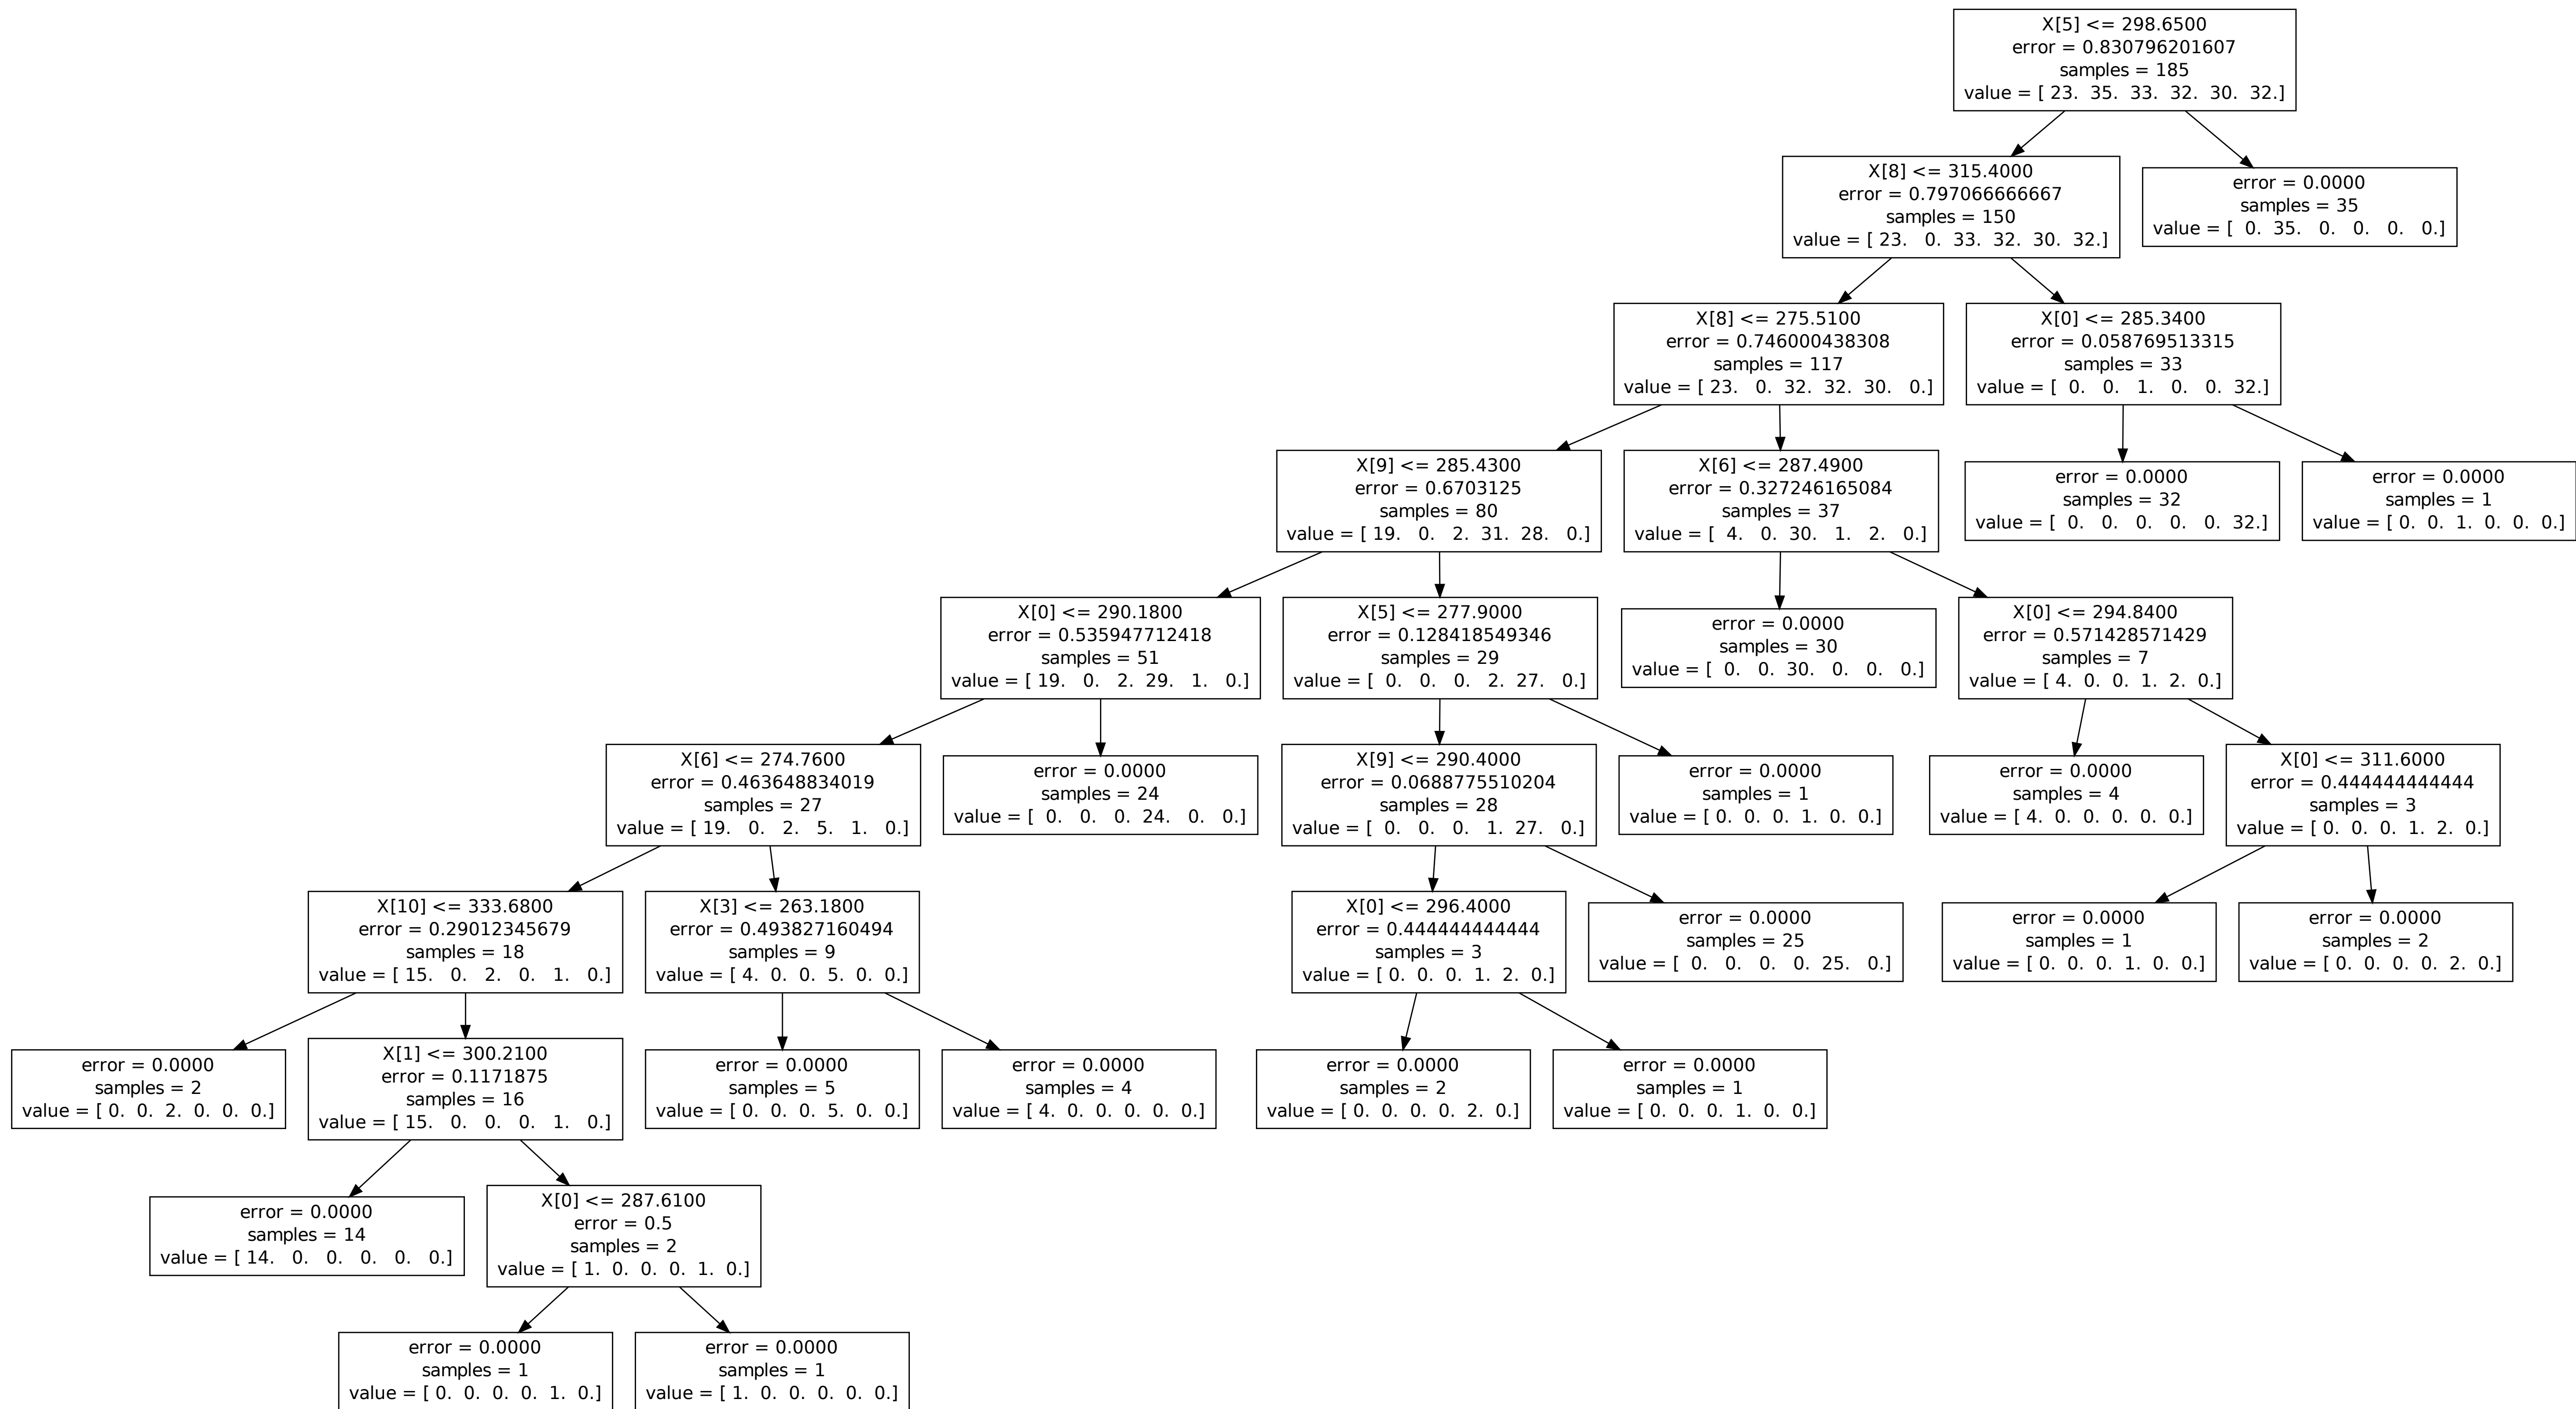 X[5] <= 298.6500
error = 0.830796201607
samples = 185
value = [ 23. 35. 33. 32. 30. 32.]
X[8] <= 315.4000
error = 0.797066666667
samples = 150
value = [ 23. 0. 33. 32. 30. 32.]
error = 0.0000
samples = 35
value = [ 0. 35. 0. 0. 0. 0.]
X[8] <= 275.5100
error = 0.746000438308
samples = 117
value = [ 23. 0. 32. 32. 30. 0.]
X[0] <= 285.3400
error = 0.058769513315
samples = 33
value = [ 0. 0. 1. 0. 0. 32.]
X[9] <= 285.4300
error = 0.6703125
samples = 80
value = [ 19. 0. 2. 31. 28. 0.]
X[6] <= 287.4900
error = 0.327246165084
samples = 37
value = [ 4. 0. 30. 1. 2. 0.]
error = 0.0000
samples = 32
value = [ 0. 0. 0. 0. 0. 32.]
error = 0.0000
samples = 1
value = [ 0. 0. 1. 0. 0. 0.]
X[0] <= 290.1800
error = 0.535947712418
samples = 51
value = [ 19. 0. 2. 29. 1. 0.]
X[5] <= 277.9000
error = 0.128418549346
samples = 29
value = [ 0. 0. 0. 2. 27. 0.]
error = 0.0000
samples = 30
value = [ 0. 0. 30. 0. 0. 0.]
X[0] <= 294.8400
error = 0.571428571429
samples = 7
value = [ 4. 0. 0. 1. 2. 0.]
X[6] <= 274.7600
error = 0.463648834019
samples = 27
value = [ 19. 0. 2. 5. 1. 0.]
error = 0.0000
samples = 24
value = [ 0. 0. 0. 24. 0. 0.]
X[9] <= 290.4000
error = 0.0688775510204
samples = 28
value = [ 0. 0. 0. 1. 27. 0.]
error = 0.0000
samples = 1
value = [ 0. 0. 0. 1. 0. 0.]
error = 0.0000
samples = 4
value = [ 4. 0. 0. 0. 0. 0.]
X[0] <= 311.6000
error = 0.444444444444
samples = 3
value = [ 0. 0. 0. 1. 2. 0.]
X[10] <= 333.6800
error = 0.29012345679
samples = 18
value = [ 15. 0. 2. 0. 1. 0.]
X[3] <= 263.1800
error = 0.493827160494
samples = 9
value = [ 4. 0. 0. 5. 0. 0.]
X[0] <= 296.4000
error = 0.444444444444
samples = 3
value = [ 0. 0. 0. 1. 2. 0.]
error = 0.0000
samples = 25
value = [ 0. 0. 0. 0. 25. 0.]
error = 0.0000
samples = 1
value = [ 0. 0. 0. 1. 0. 0.]
error = 0.0000
samples = 2
value = [ 0. 0. 0. 0. 2. 0.]
error = 0.0000
samples = 2
value = [ 0. 0. 2. 0. 0. 0.]
X[1] <= 300.2100
error = 0.1171875
samples = 16
value = [ 15. 0. 0. 0. 1. 0.]
error = 0.0000
samples = 5
value = [ 0. 0. 0. 5. 0. 0.]
error = 0.0000
samples = 4
value = [ 4. 0. 0. 0. 0. 0.]
error = 0.0000
samples = 2
value = [ 0. 0. 0. 0. 2. 0.]
error = 0.0000
samples = 1
value = [ 0. 0. 0. 1. 0. 0.]
error = 0.0000
samples = 14
value = [ 14. 0. 0. 0. 0. 0.]
X[0] <= 287.6100
error = 0.5
samples = 2
value = [ 1. 0. 0. 0. 1. 0.]
error = 0.0000
samples = 1
value = [ 0. 0. 0. 0. 1. 0.]
error = 0.0000
samples = 1
value = [ 1. 0. 0. 0. 0. 0.]